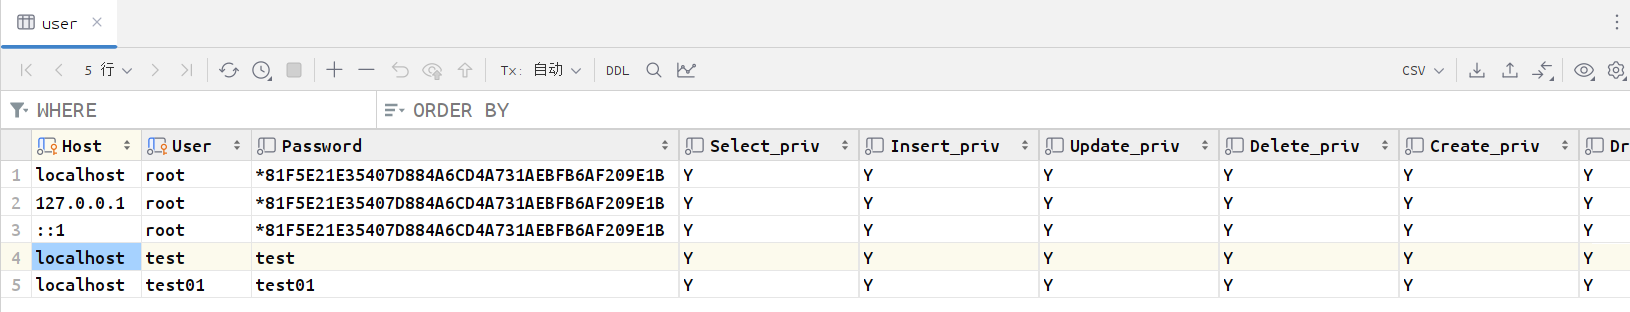 user
5 行 Tx: 自动 DDL CSV
WHERE ORDER BY
Host User Password Select_priv Insert_priv Update_priv Delete_priv Create_priv Dr
1 localhost root *81F5E21E35407D884A6CD4A731AEBFB6AF209E1B Y Y Y Y Y Y
2 127.0.0.1 root *81F5E21E35407D884A6CD4A731AEBFB6AF209E1B Y Y Y Y Y Y
3 ::1 root *81F5E21E35407D884A6CD4A731AEBFB6AF209E1B Y Y Y Y Y Y
4 localhost test test Y Y Y Y Y Y
5 localhost test01 test01 Y Y Y Y Y Y